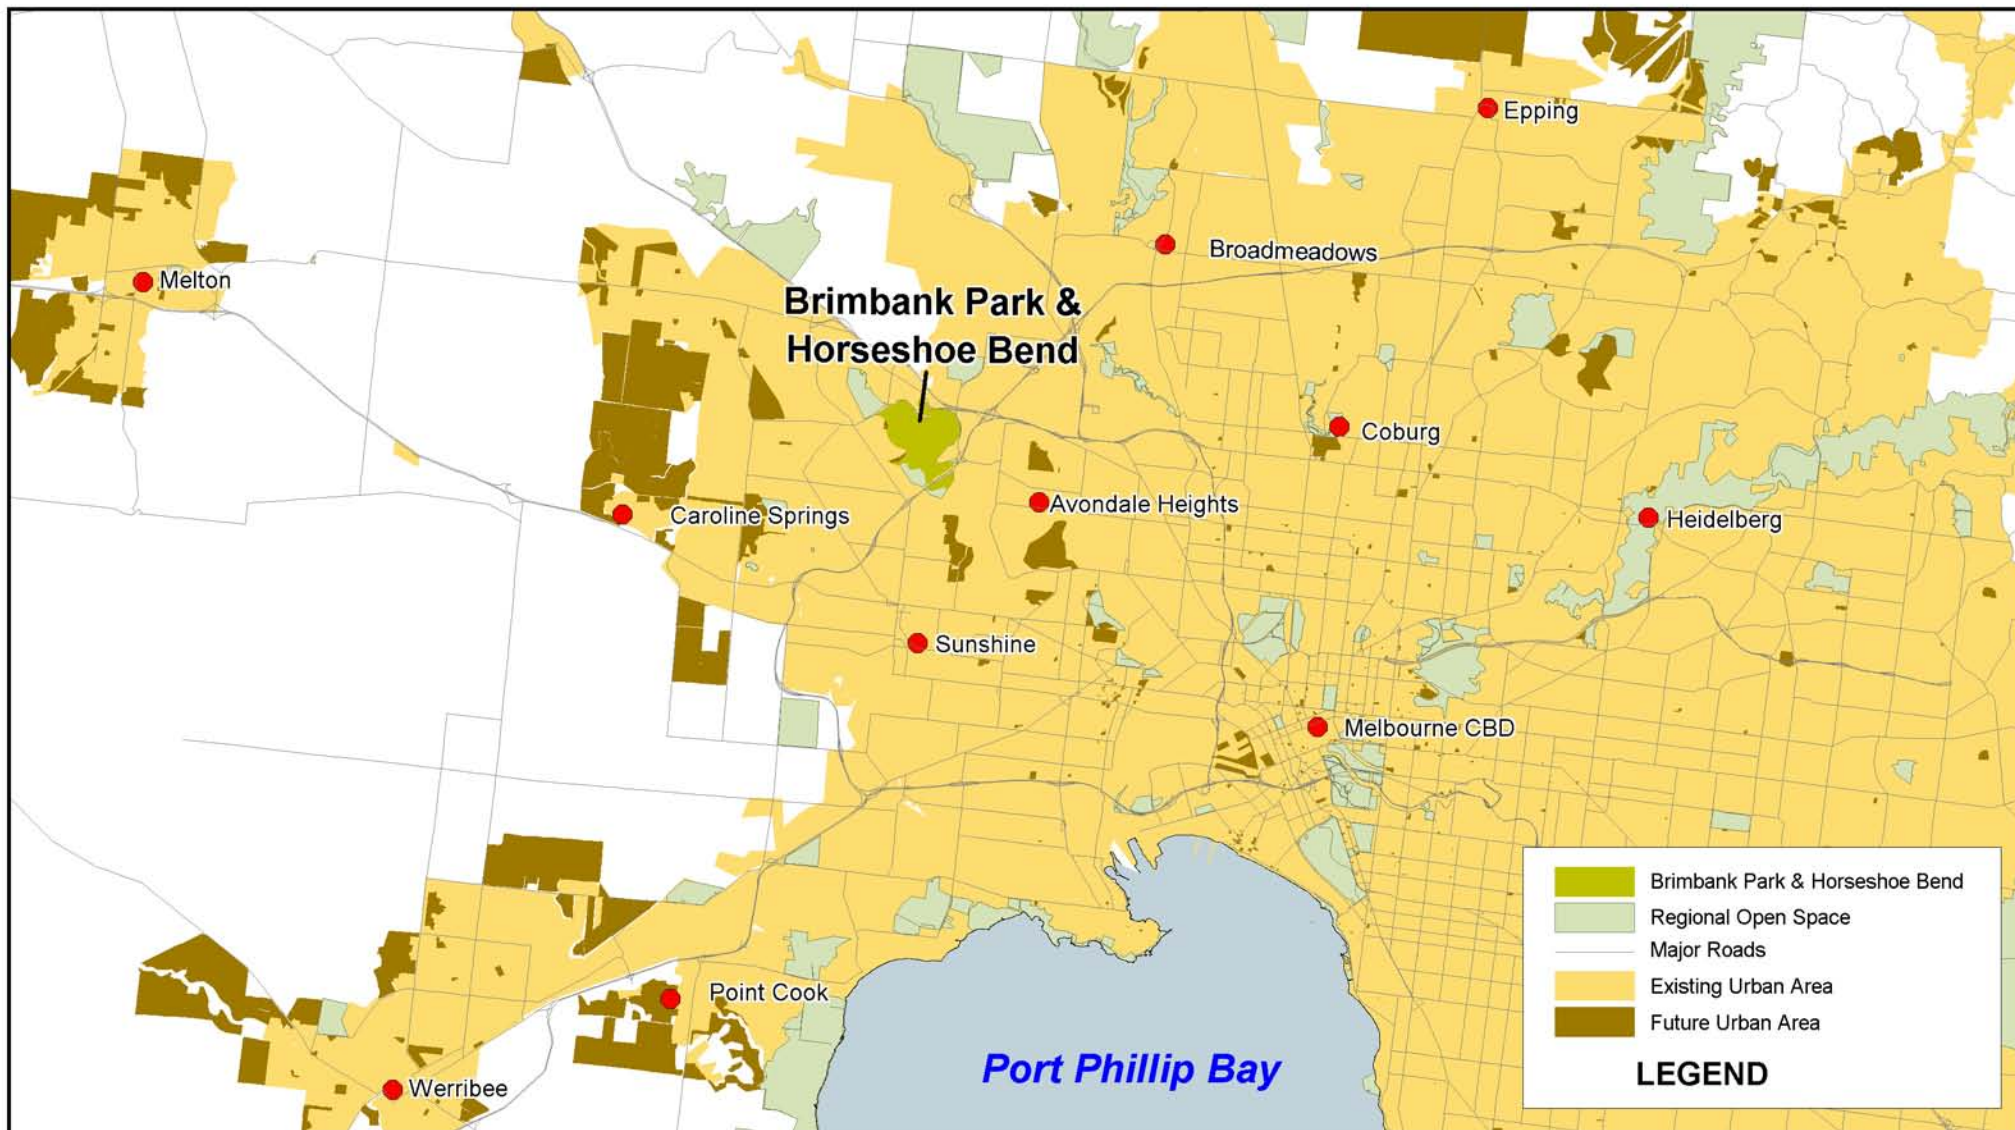 Epping
Broadmeadows
Melton
Brimbank Park &
Horseshoe Bend
Coburg
Caroline Springs
Avondale Heights
Heidelberg
Sunshine
Melbourne CBD
Point Cook
Port Phillip Bay
Werribee
Brimbank Park & Horseshoe Bend
Regional Open Space
Major Roads
Existing Urban Area
Future Urban Area
LEGEND